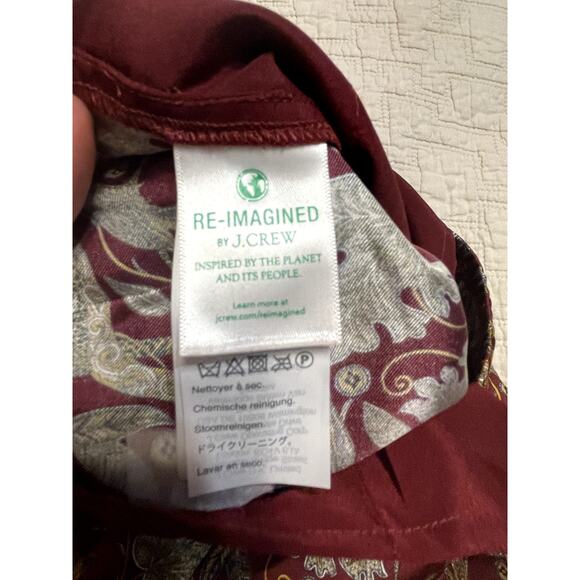 RE-IMAGINED
BY J.CREW
INSPIRED BY THE PLANET
AND ITS PEOPLE.
Learn more at
jcrew.com/reimagined
P
Nettoyer à sec.
Chemische reinigung.
Stoomreinigen.
ドライクリーニング。
Lavar en seco.